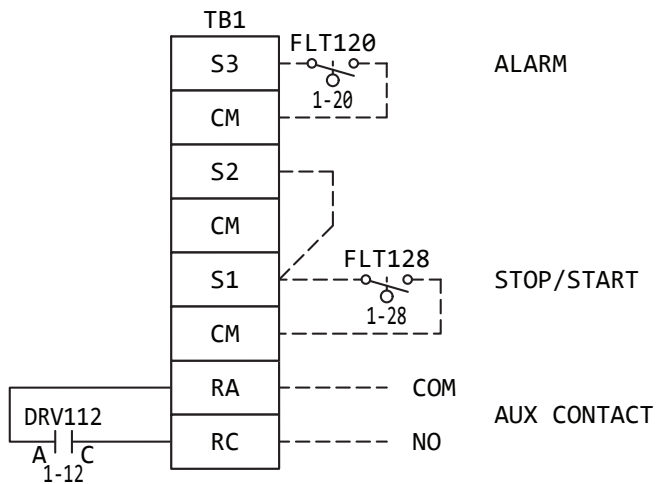 TB1
S3
FLT120
1-20
ALARM
CM
S2
CM
S1
FLT128
1-28
STOP/START
CM
RA
COM
AUX CONTACT
DRV112
A C
1-12
RC
NO